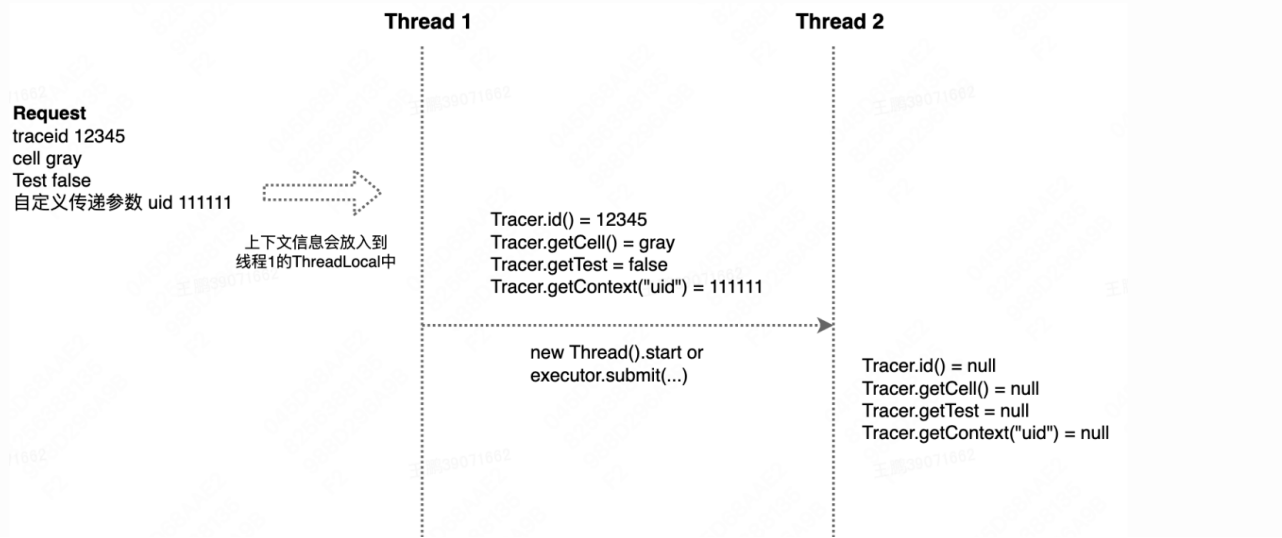 Thread 1
Thread 2
Request
traceid 12345
cell gray
Test false
自定义传递参数 uid 111111
上下文信息会放入到
线程1的ThreadLocal中
Tracer.id() = 12345
Tracer.getCell() = gray
Tracer.getTest = false
Tracer.getContext("uid") = 111111
new Thread().start or
executor.submit(...)
Tracer.id() = null
Tracer.getCell() = null
Tracer.getTest = null
Tracer.getContext("uid") = null